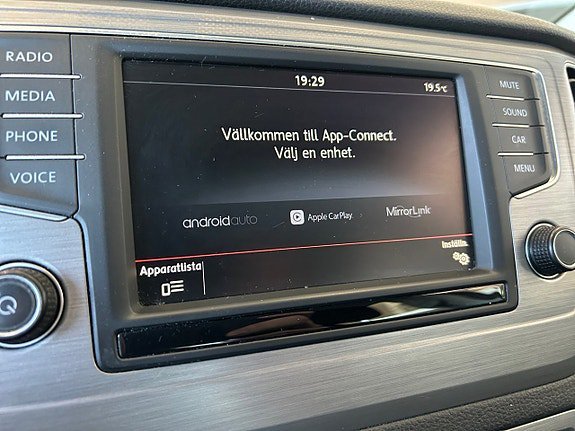 RADIO
MEDIA
PHONE
VOICE
19:29
19.5°C
Vällkommen till App-Connect.
Välj en enhet.
androidauto
Apple CarPlay
MirrorLink
Apparatlista
Inställn.
MUTE
SOUND
CAR
MENU